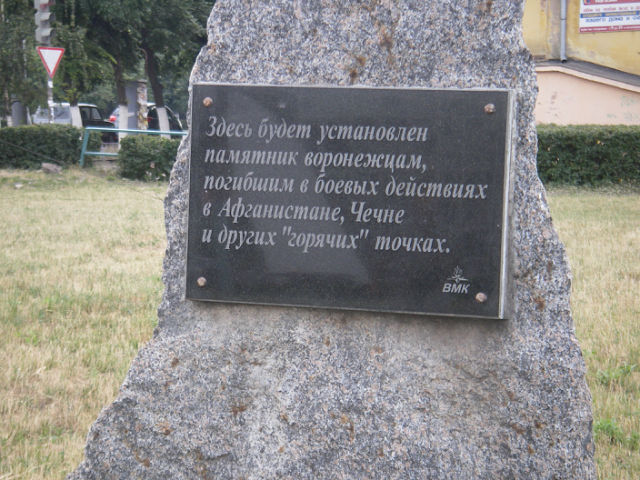 Здесь будет установлен
памятник воронежцам,
погибшим в боевых действиях
в Афганистане, Чечне
и других "горячих" точках.
ВМК